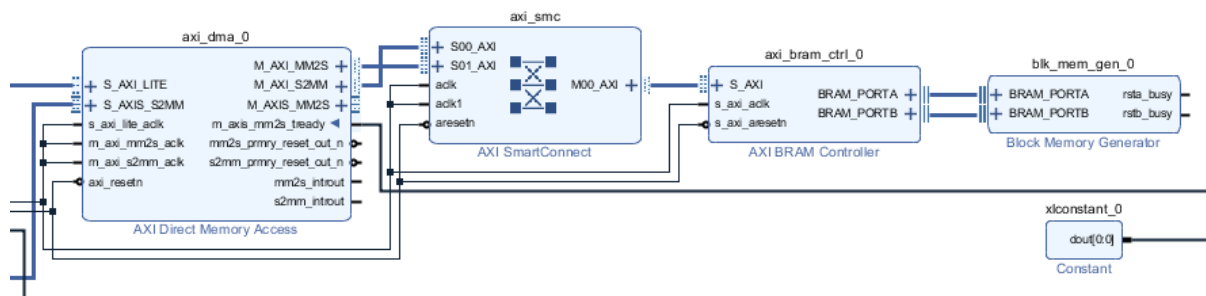 axi_dma_0
S_AXI_LITE
S_AXIS_S2MM
s_axi_lite_aclk
m_axi_mm2s_aclk
m_axi_s2mm_aclk
axi_resetn
M_AXI_MM2S
M_AXI_S2MM
M_AXIS_MM2S
m_axis_mm2s_tready
mm2s_prmry_reset_out_n
s2mm_prmry_reset_out_n
mm2s_introut
s2mm_introut
AXI Direct Memory Access
axi_smc
S00_AXI
S01_AXI
aclk
aclk1
aresetn
M00_AXI
AXI SmartConnect
axi_bram_ctrl_0
S_AXI
s_axi_aclk
s_axi_aresetn
BRAM_PORTA
BRAM_PORTB
AXI BRAM Controller
blk_mem_gen_0
BRAM_PORTA
BRAM_PORTB
rsta_busy
rstb_busy
Block Memory Generator
xlconstant_0
dout[0:0]
Constant